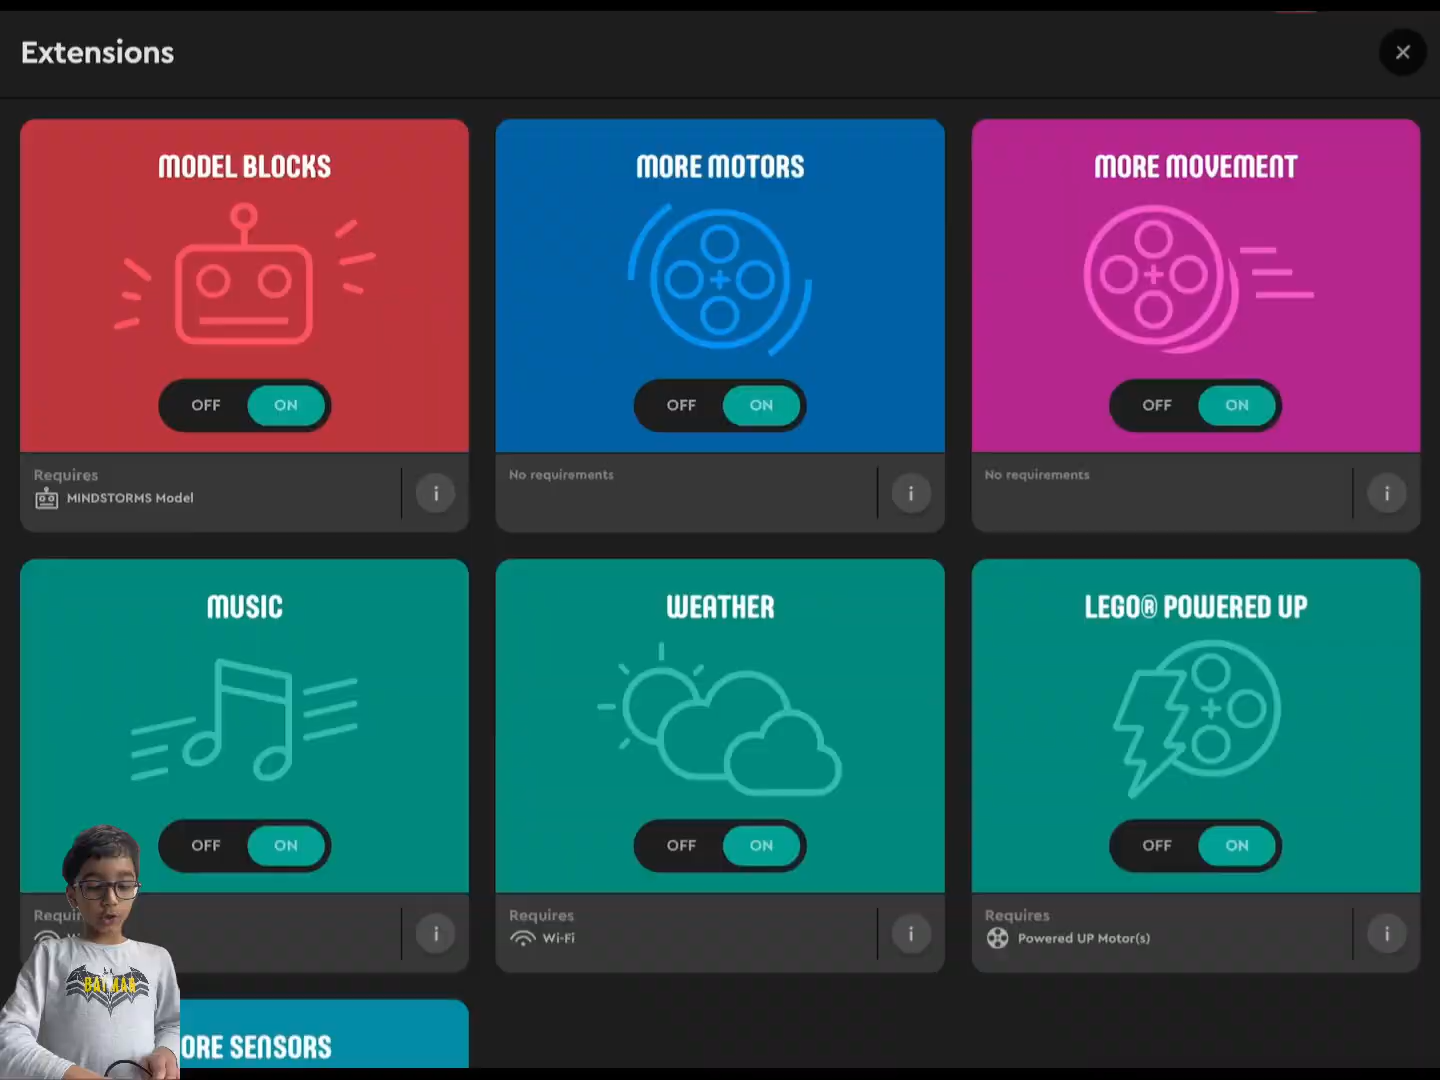 Extensions
MODEL BLOCKS
OFF ON
Requires
MINDSTORMS Model
MORE MOTORS
OFF ON
No requirements
MORE MOVEMENT
OFF ON
No requirements
MUSIC
OFF ON
WEATHER
OFF ON
Requires
Wi-Fi
LEGO® POWERED UP
OFF ON
Requires
Powered UP Motor(s)
BATMAN
ORE SENSORS